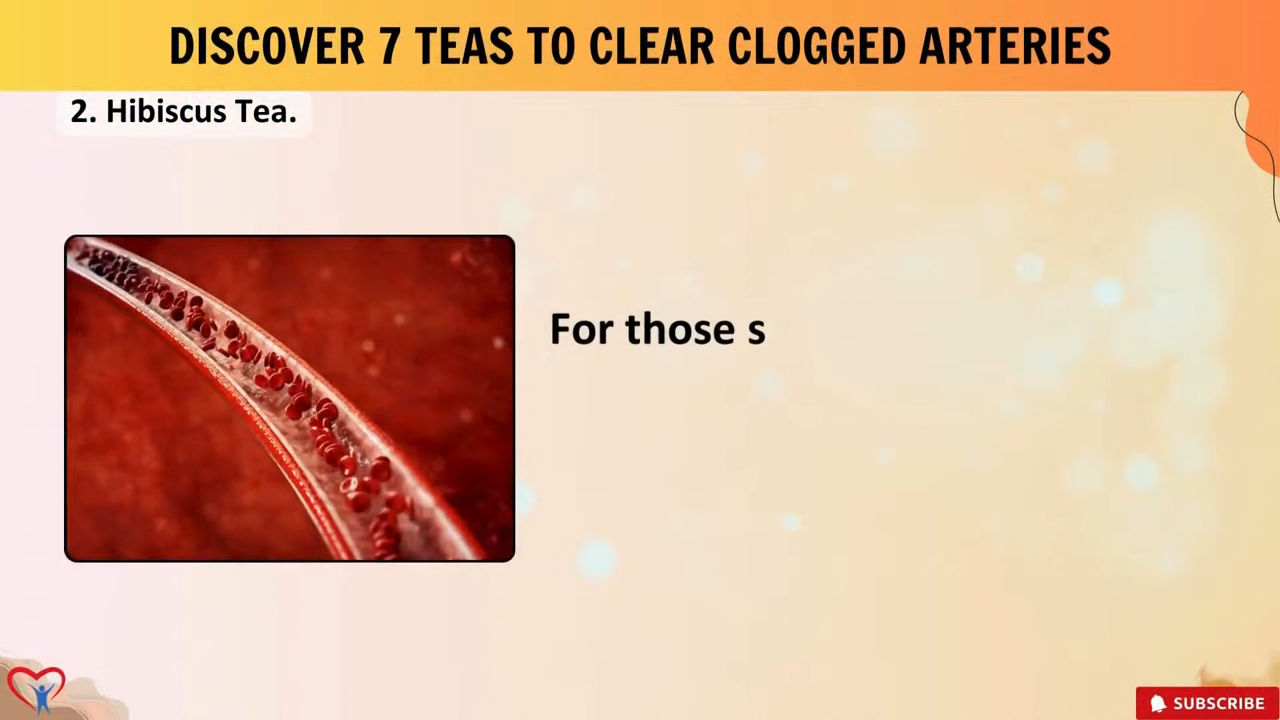 DISCOVER 7 TEAS TO CLEAR CLOGGED ARTERIES
2. Hibiscus Tea.
For those s
SUBSCRIBE